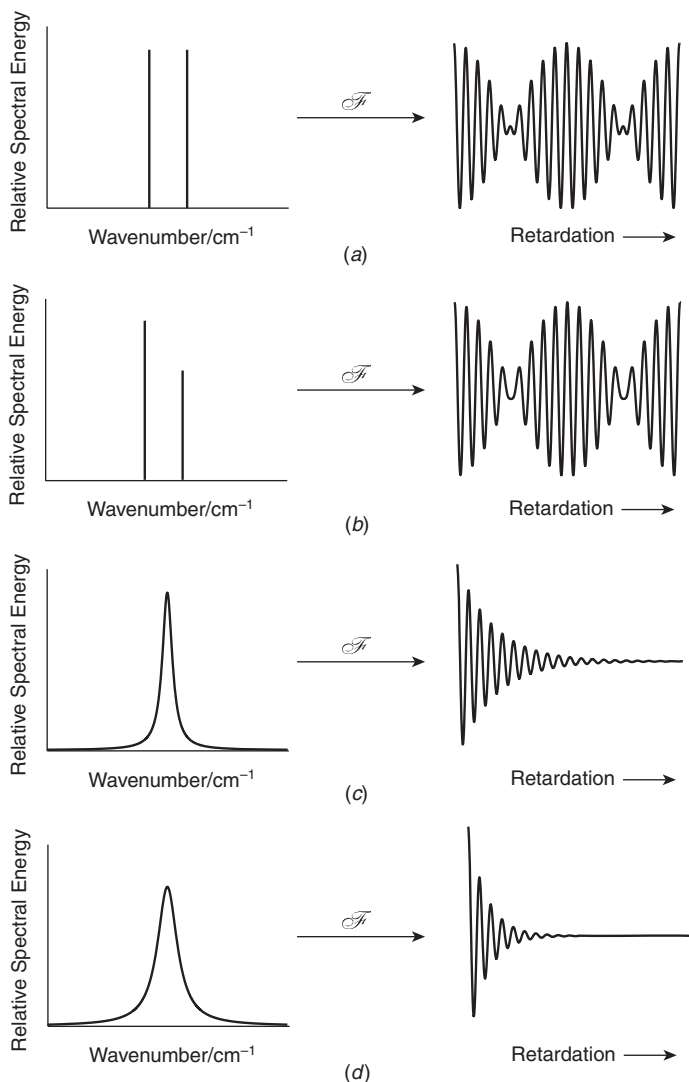 Relative Spectral Energy
Wavenumber/cm⁻¹
ℱ
Retardation
(a)
Relative Spectral Energy
Wavenumber/cm⁻¹
ℱ
Retardation
(b)
Relative Spectral Energy
Wavenumber/cm⁻¹
ℱ
Retardation
(c)
Relative Spectral Energy
Wavenumber/cm⁻¹
ℱ
Retardation
(d)